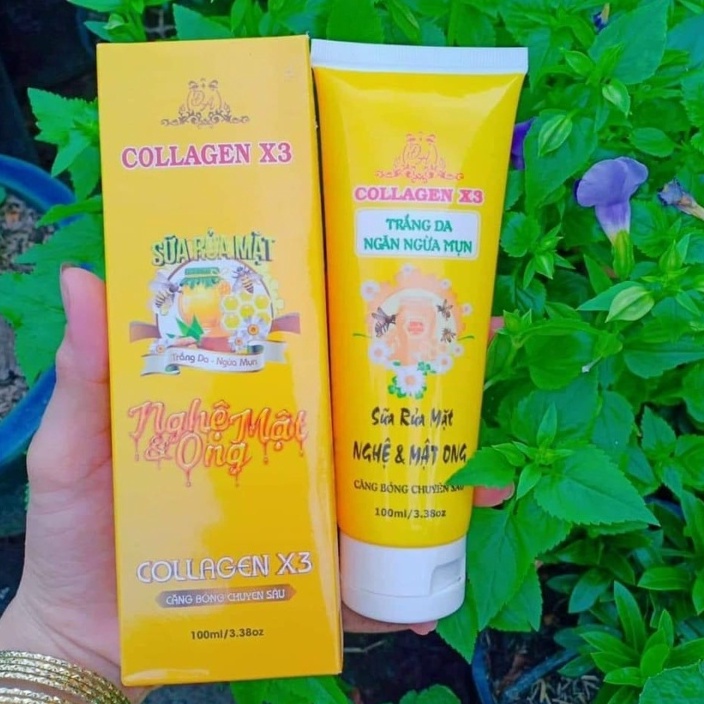 COLLAGEN X3
SỮA RỬA MẶT
Trắng Da - Ngừa Mụn
Nghệ Mật
& Ong
COLLAGEN X3
CĂNG BÓNG CHUYÊN SÂU
100ml/3.38oz
COLLAGEN X3
TRẮNG DA
NGĂN NGỪA MỤN
Sữa Rửa Mặt
NGHỆ & MẬT ONG
CĂNG BÓNG CHUYÊN SÂU
100ml/3.38oz